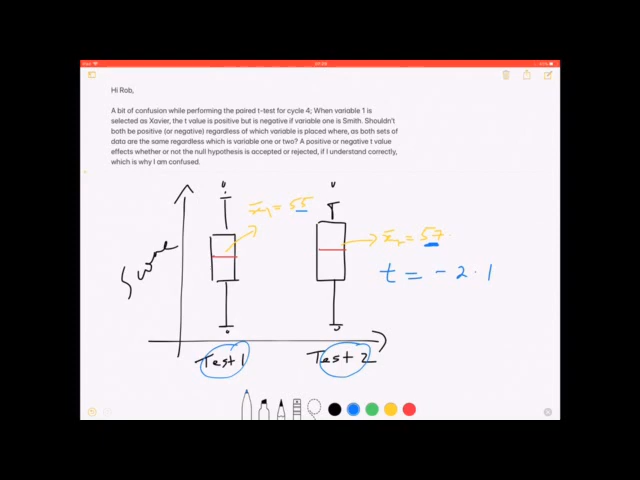 Hi Rob,
A bit of confusion while performing the paired t-test for cycle 4; When variable 1 is
selected as Xavier, the t value is positive but is negative if variable one is Smith. Shouldn't
both be positive (or negative) regardless of which variable is placed where, as both sets of
data are the same regardless which is variable one or two? A positive or negative t value
effects whether or not the null hypothesis is accepted or rejected, if I understand correctly,
which is why I am confused.
x̄₁ = 55
x̄₂ = 57
Score
t = -2.1
Test 1
Test 2